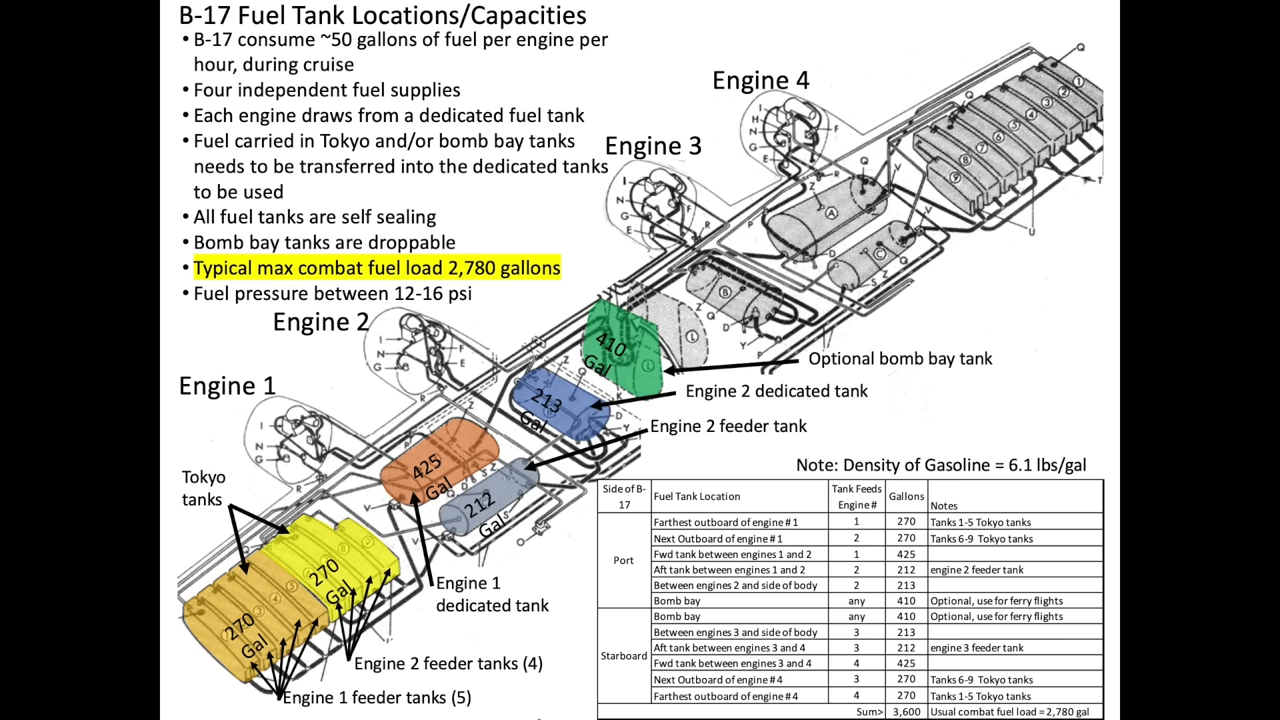 B-17 Fuel Tank Locations/Capacities
• B-17 consume ~50 gallons of fuel per engine per
hour, during cruise
• Four independent fuel supplies
• Each engine draws from a dedicated fuel tank
• Fuel carried in Tokyo and/or bomb bay tanks
needs to be transferred into the dedicated tanks
to be used
• All fuel tanks are self sealing
• Bomb bay tanks are droppable
• Typical max combat fuel load 2,780 gallons
• Fuel pressure between 12-16 psi
Engine 4
Engine 3
Engine 2
Engine 1
410
Gal
Optional bomb bay tank
213
Gal
Engine 2 dedicated tank
Engine 2 feeder tank
425
Gal
212
Gal
Tokyo
tanks
270
Gal
270
Gal
Engine 1
dedicated tank
Engine 2 feeder tanks (4)
Engine 1 feeder tanks (5)
Note: Density of Gasoline = 6.1 lbs/gal
Side of B-17 Fuel Tank Location Tank Feeds Engine # Gallons Notes
Port
Farthest outboard of engine #1 1 270 Tanks 1-5 Tokyo tanks
Next Outboard of engine #1 2 270 Tanks 6-9 Tokyo tanks
Fwd tank between engines 1 and 2 1 425
Aft tank between engines 1 and 2 2 212 engine 2 feeder tank
Between engines 2 and side of body 2 213
Bomb bay any 410 Optional, use for ferry flights
Starboard
Bomb bay any 410 Optional, use for ferry flights
Between engines 3 and side of body 3 213
Aft tank between engines 3 and 4 3 212 engine 3 feeder tank
Fwd tank between engines 3 and 4 4 425
Next Outboard of engine #4 3 270 Tanks 6-9 Tokyo tanks
Farthest outboard of engine #4 4 270 Tanks 1-5 Tokyo tanks
Sum> 3,600 Usual combat fuel load = 2,780 gal